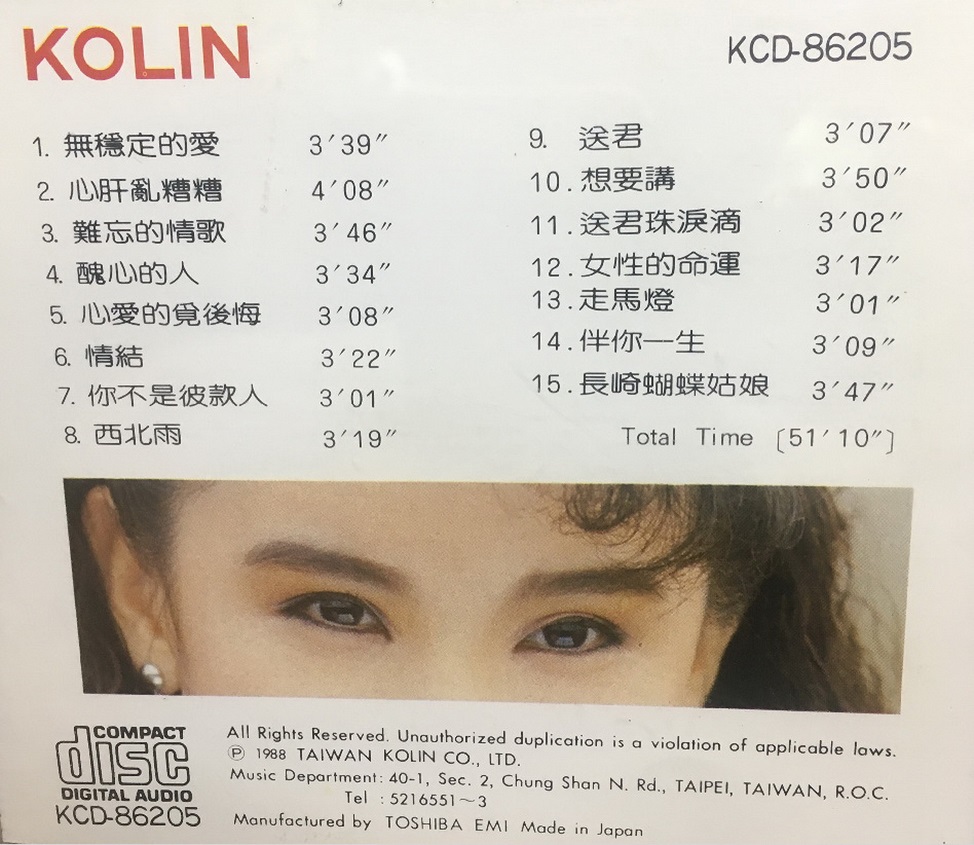 KOLIN
KCD-86205
1. 無穩定的愛 3′39″
2. 心肝亂糟糟 4′08″
3. 難忘的情歌 3′46″
4. 醜心的人 3′34″
5. 心愛的覓後悔 3′08″
6. 情結 3′22″
7. 你不是彼款人 3′01″
8. 西北雨 3′19″
9. 送君 3′07″
10. 想要講 3′50″
11. 送君珠淚滴 3′02″
12. 女性的命運 3′17″
13. 走馬燈 3′01″
14. 伴你一生 3′09″
15. 長崎蝴蝶姑娘 3′47″
Total Time〔51′10″〕
COMPACT
disc
DIGITAL AUDIO
KCD-86205
All Rights Reserved. Unauthorized duplication is a violation of applicable laws.
Ⓟ 1988 TAIWAN KOLIN CO., LTD.
Music Department: 40-1, Sec. 2, Chung Shan N. Rd., TAIPEI, TAIWAN, R.O.C.
Tel : 5216551~3
Manufactured by TOSHIBA EMI Made in Japan